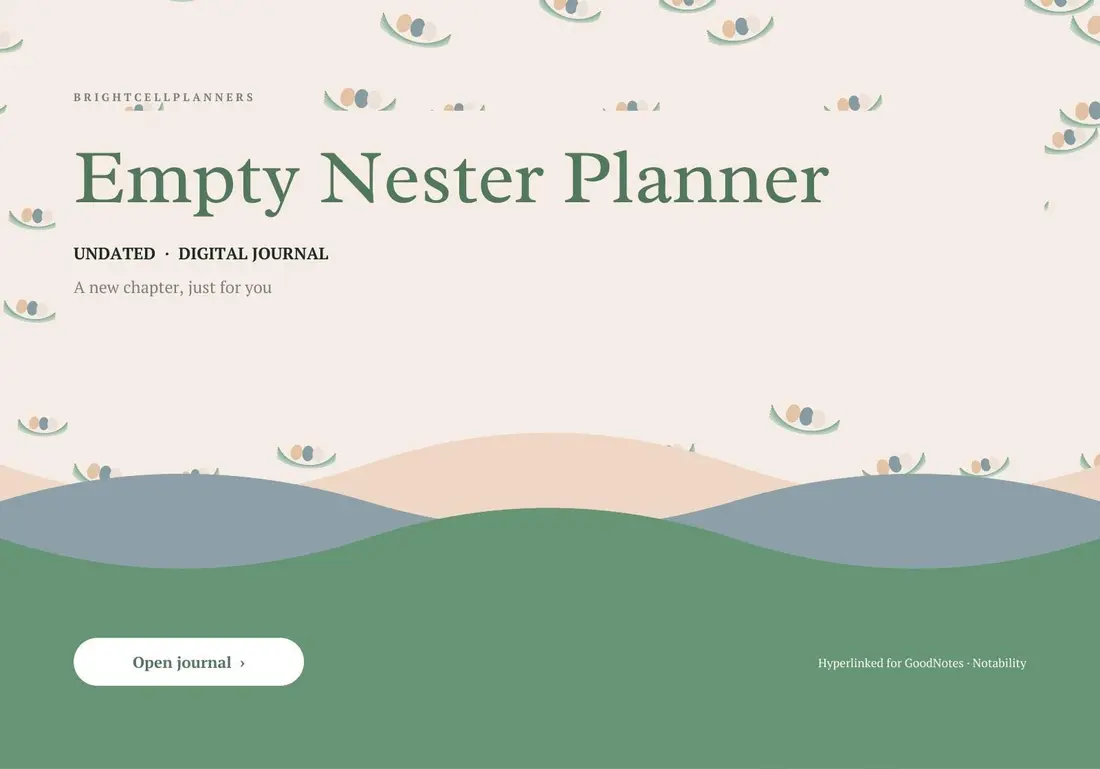 BRIGHTCELLPLANNERS
Empty Nester Planner
UNDATED · DIGITAL JOURNAL
A new chapter, just for you
Open journal ›
Hyperlinked for GoodNotes · Notability